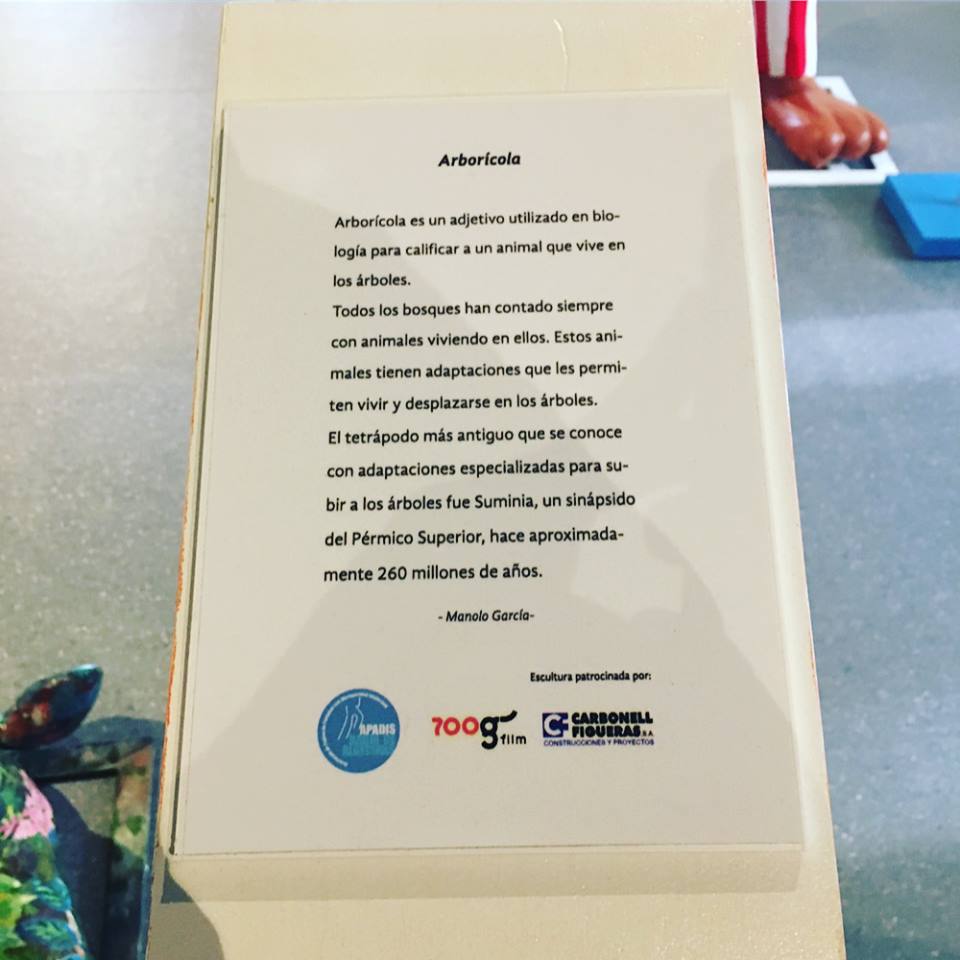 Arborícola
Arborícola es un adjetivo utilizado en bio-
logía para calificar a un animal que vive en
los árboles.
Todos los bosques han contado siempre
con animales viviendo en ellos. Estos ani-
males tienen adaptaciones que les permi-
ten vivir y desplazarse en los árboles.
El tetrápodo más antiguo que se conoce
con adaptaciones especializadas para su-
bir a los árboles fue Suminia, un sinápsido
del Pérmico Superior, hace aproximada-
mente 260 millones de años.
- Manolo García-
Escultura patrocinada por:
APADIS
700g film
CF CARBONELL
FIGUERAS S.A.
CONSTRUCCIONES Y PROYECTOS